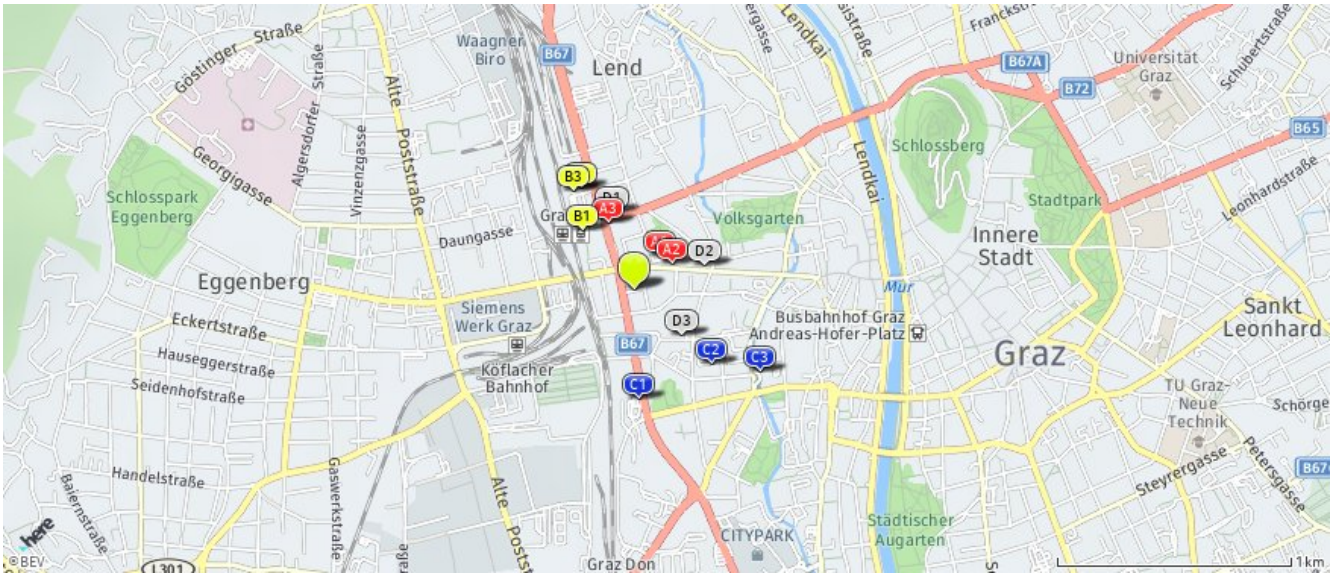 Göstinger Straße
Waagner
Biro
B67
Lend
Lendkai
B67A
B72
Universität
Graz
Schubertstraße
B65
Alte Poststraße
Algersdorfer Straße
Vinzenzgasse
Georgigasse
Schlosspark
Eggenberg
Daungasse
B3
D1
A3
B1
A2
D2
Volksgarten
Lendkai
Schlossberg
Stadtpark
Leonhardstraße
Innere
Stadt
Eggenberg
Siemens
Werk Graz
Mur
Sankt
Leonhard
Eckertstraße
Hauseggerstraße
Seidenhofstraße
Köflacher
Bahnhof
B67
D3
C2
C3
C1
Busbahnhof Graz
Andreas-Hofer-Platz
Graz
TU Graz-
Neue
Technik
Handelstraße
Baiernstraße
Gaswerkstraße
Alte Postst
Steyrergasse
Petersgasse
Städtischer
Augarten
CITYPARK
Graz Don
here
©BEV
L301
1km